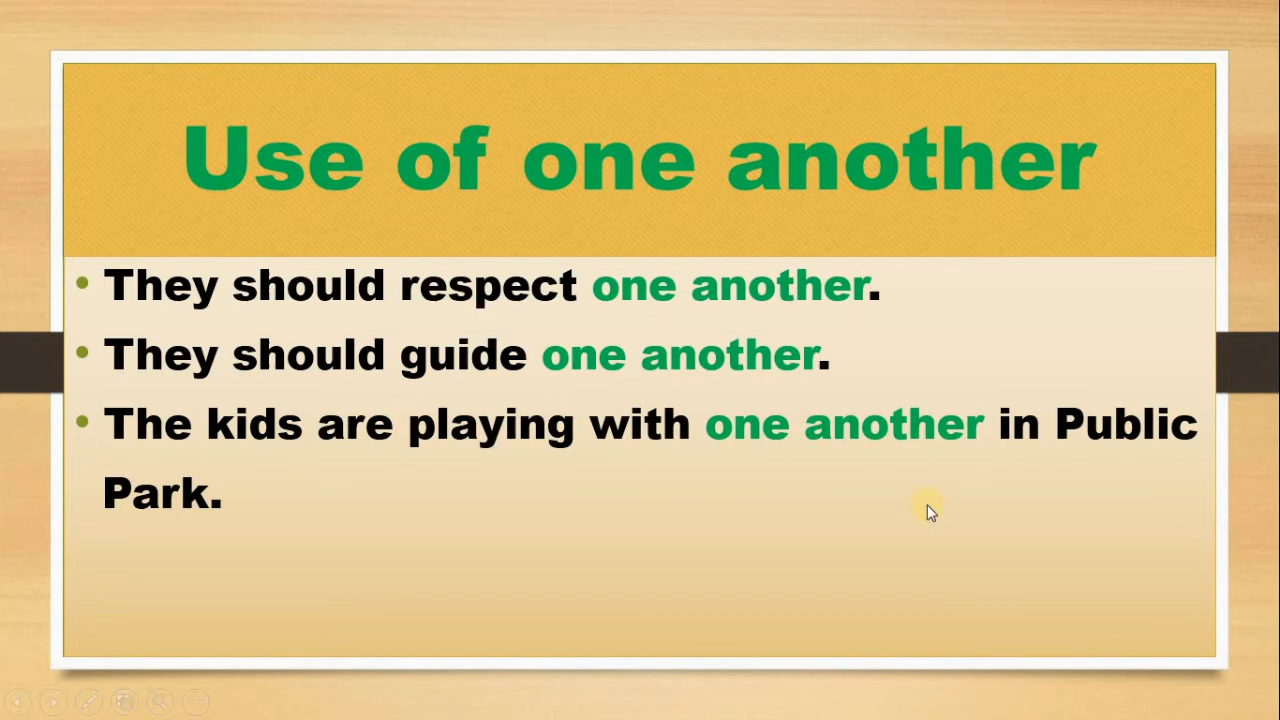 Use of one another
• They should respect one another.
• They should guide one another.
• The kids are playing with one another in Public
Park.